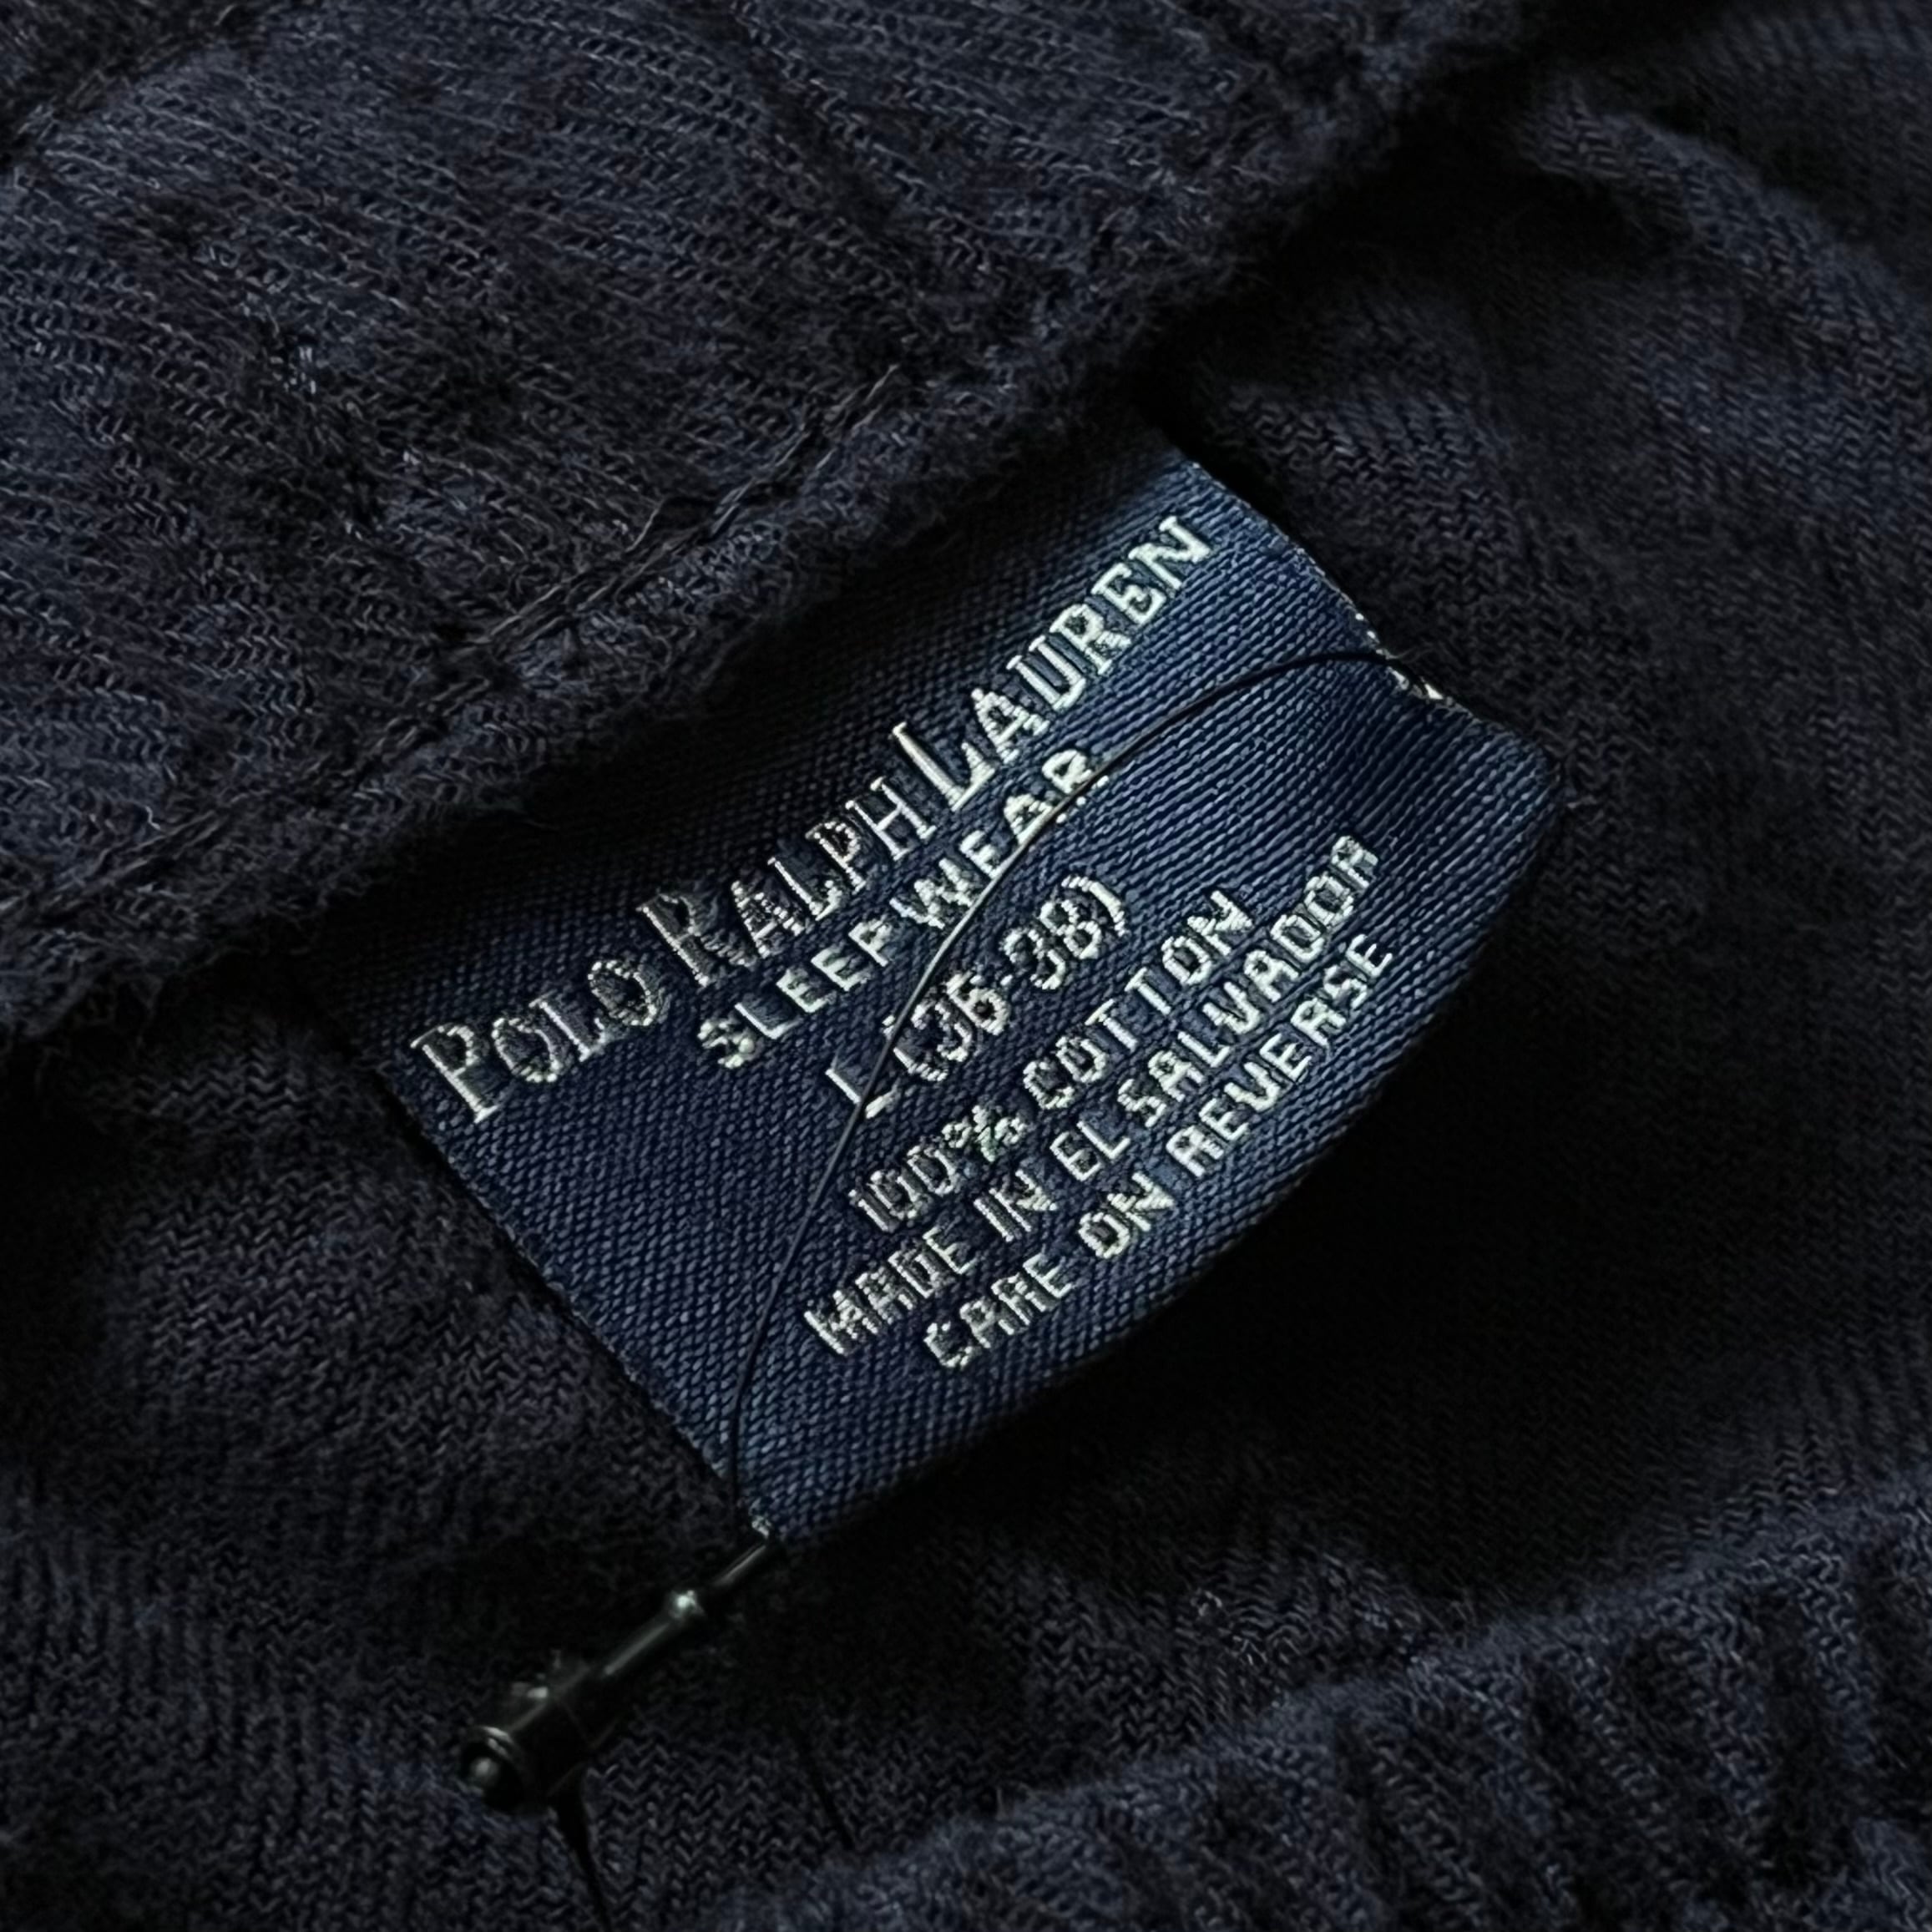 POLO RALPH LAUREN
SLEEPWEAR
L (36-38)
100% COTTON
MADE IN EL SALVADOR
CARE ON REVERSE